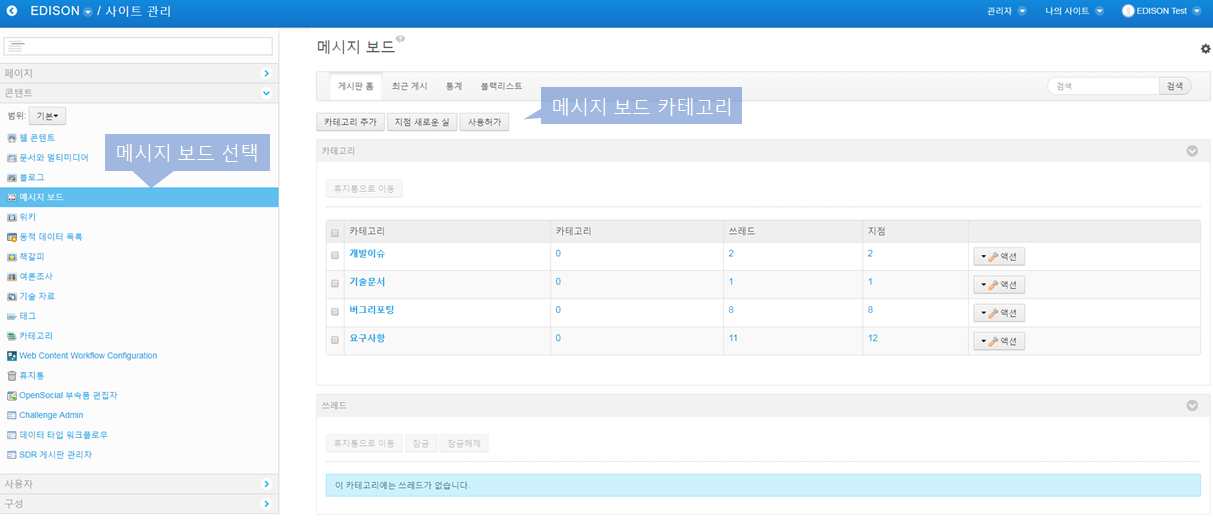 EDISON / 사이트 관리
관리자 나의 사이트 EDISON Test
페이지
콘텐트
범위: 기본
웹 콘텐트
문서와 멀티미디어
블로그
메시지 보드
위키
동적 데이터 목록
책갈피
여론조사
기술 자료
태그
카테고리
Web Content Workflow Configuration
휴지통
OpenSocial 부속품 편집자
Challenge Admin
데이터 타입 워크플로우
SDR 게시판 관리자
사용자
구성
메시지 보드 선택
메시지 보드
게시판 홈 최근 게시 통계 블랙리스트 검색 검색
메시지 보드 카테고리
카테고리 추가 지점 새로운 실 사용허가
카테고리
휴지통으로 이동
카테고리 카테고리 쓰레드 지점
개발이슈 0 2 2 액션
기술문서 0 1 1 액션
버그리포팅 0 8 8 액션
요구사항 0 11 12 액션
쓰레드
휴지통으로 이동 잠금 잠금해제
이 카테고리에는 쓰레드가 없습니다.